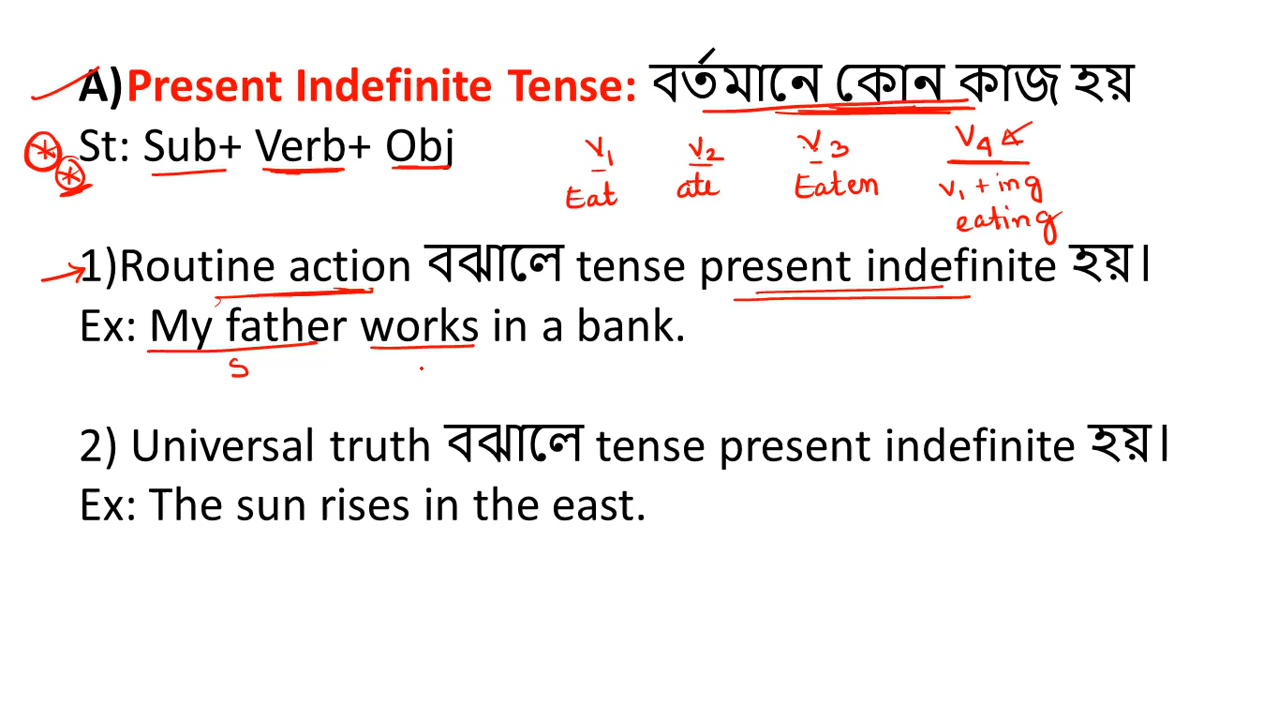 A)Present Indefinite Tense: বর্তমানে কোন কাজ হয়
St: Sub+ Verb+ Obj
V1 V2 V3 V4
Eat ate Eaten V1 + ing
eating
1)Routine action বঝালে tense present indefinite হয়।
Ex: My father works in a bank.
S
2) Universal truth বঝালে tense present indefinite হয়।
Ex: The sun rises in the east.